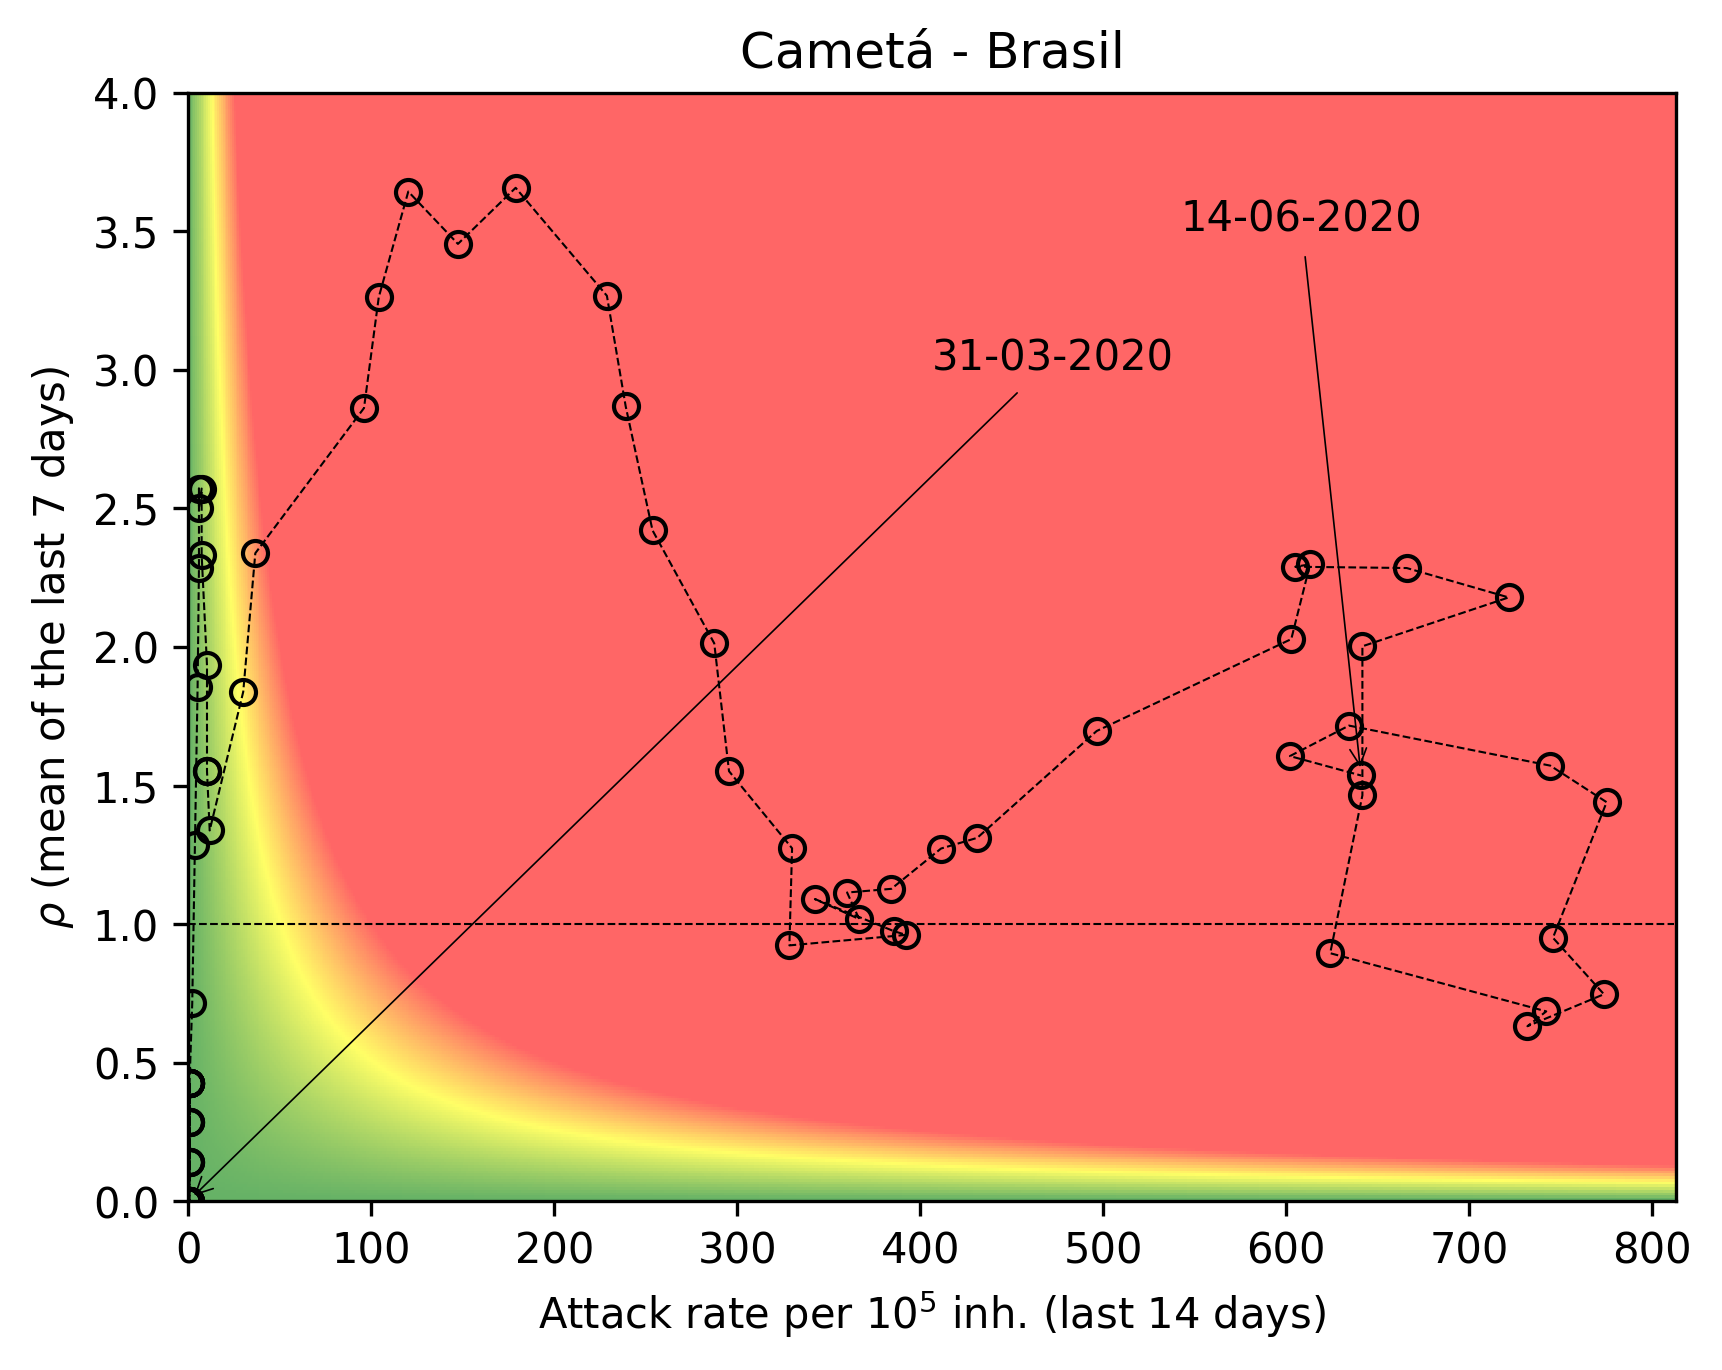 Cametá - Brasil
4.0
3.5
3.0
2.5
2.0
1.5
1.0
0.5
0.0
ρ (mean of the last 7 days)
14-06-2020
31-03-2020
0 100 200 300 400 500 600 700 800
Attack rate per 10⁵ inh. (last 14 days)